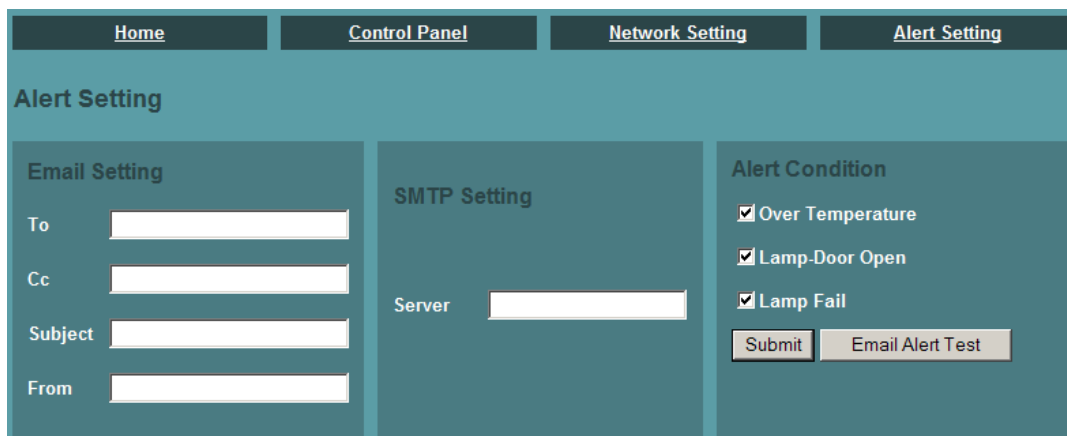 Home Control Panel Network Setting Alert Setting
Alert Setting
Email Setting
To
Cc
Subject
From
SMTP Setting
Server
Alert Condition
Over Temperature
Lamp-Door Open
Lamp Fail
Submit Email Alert Test